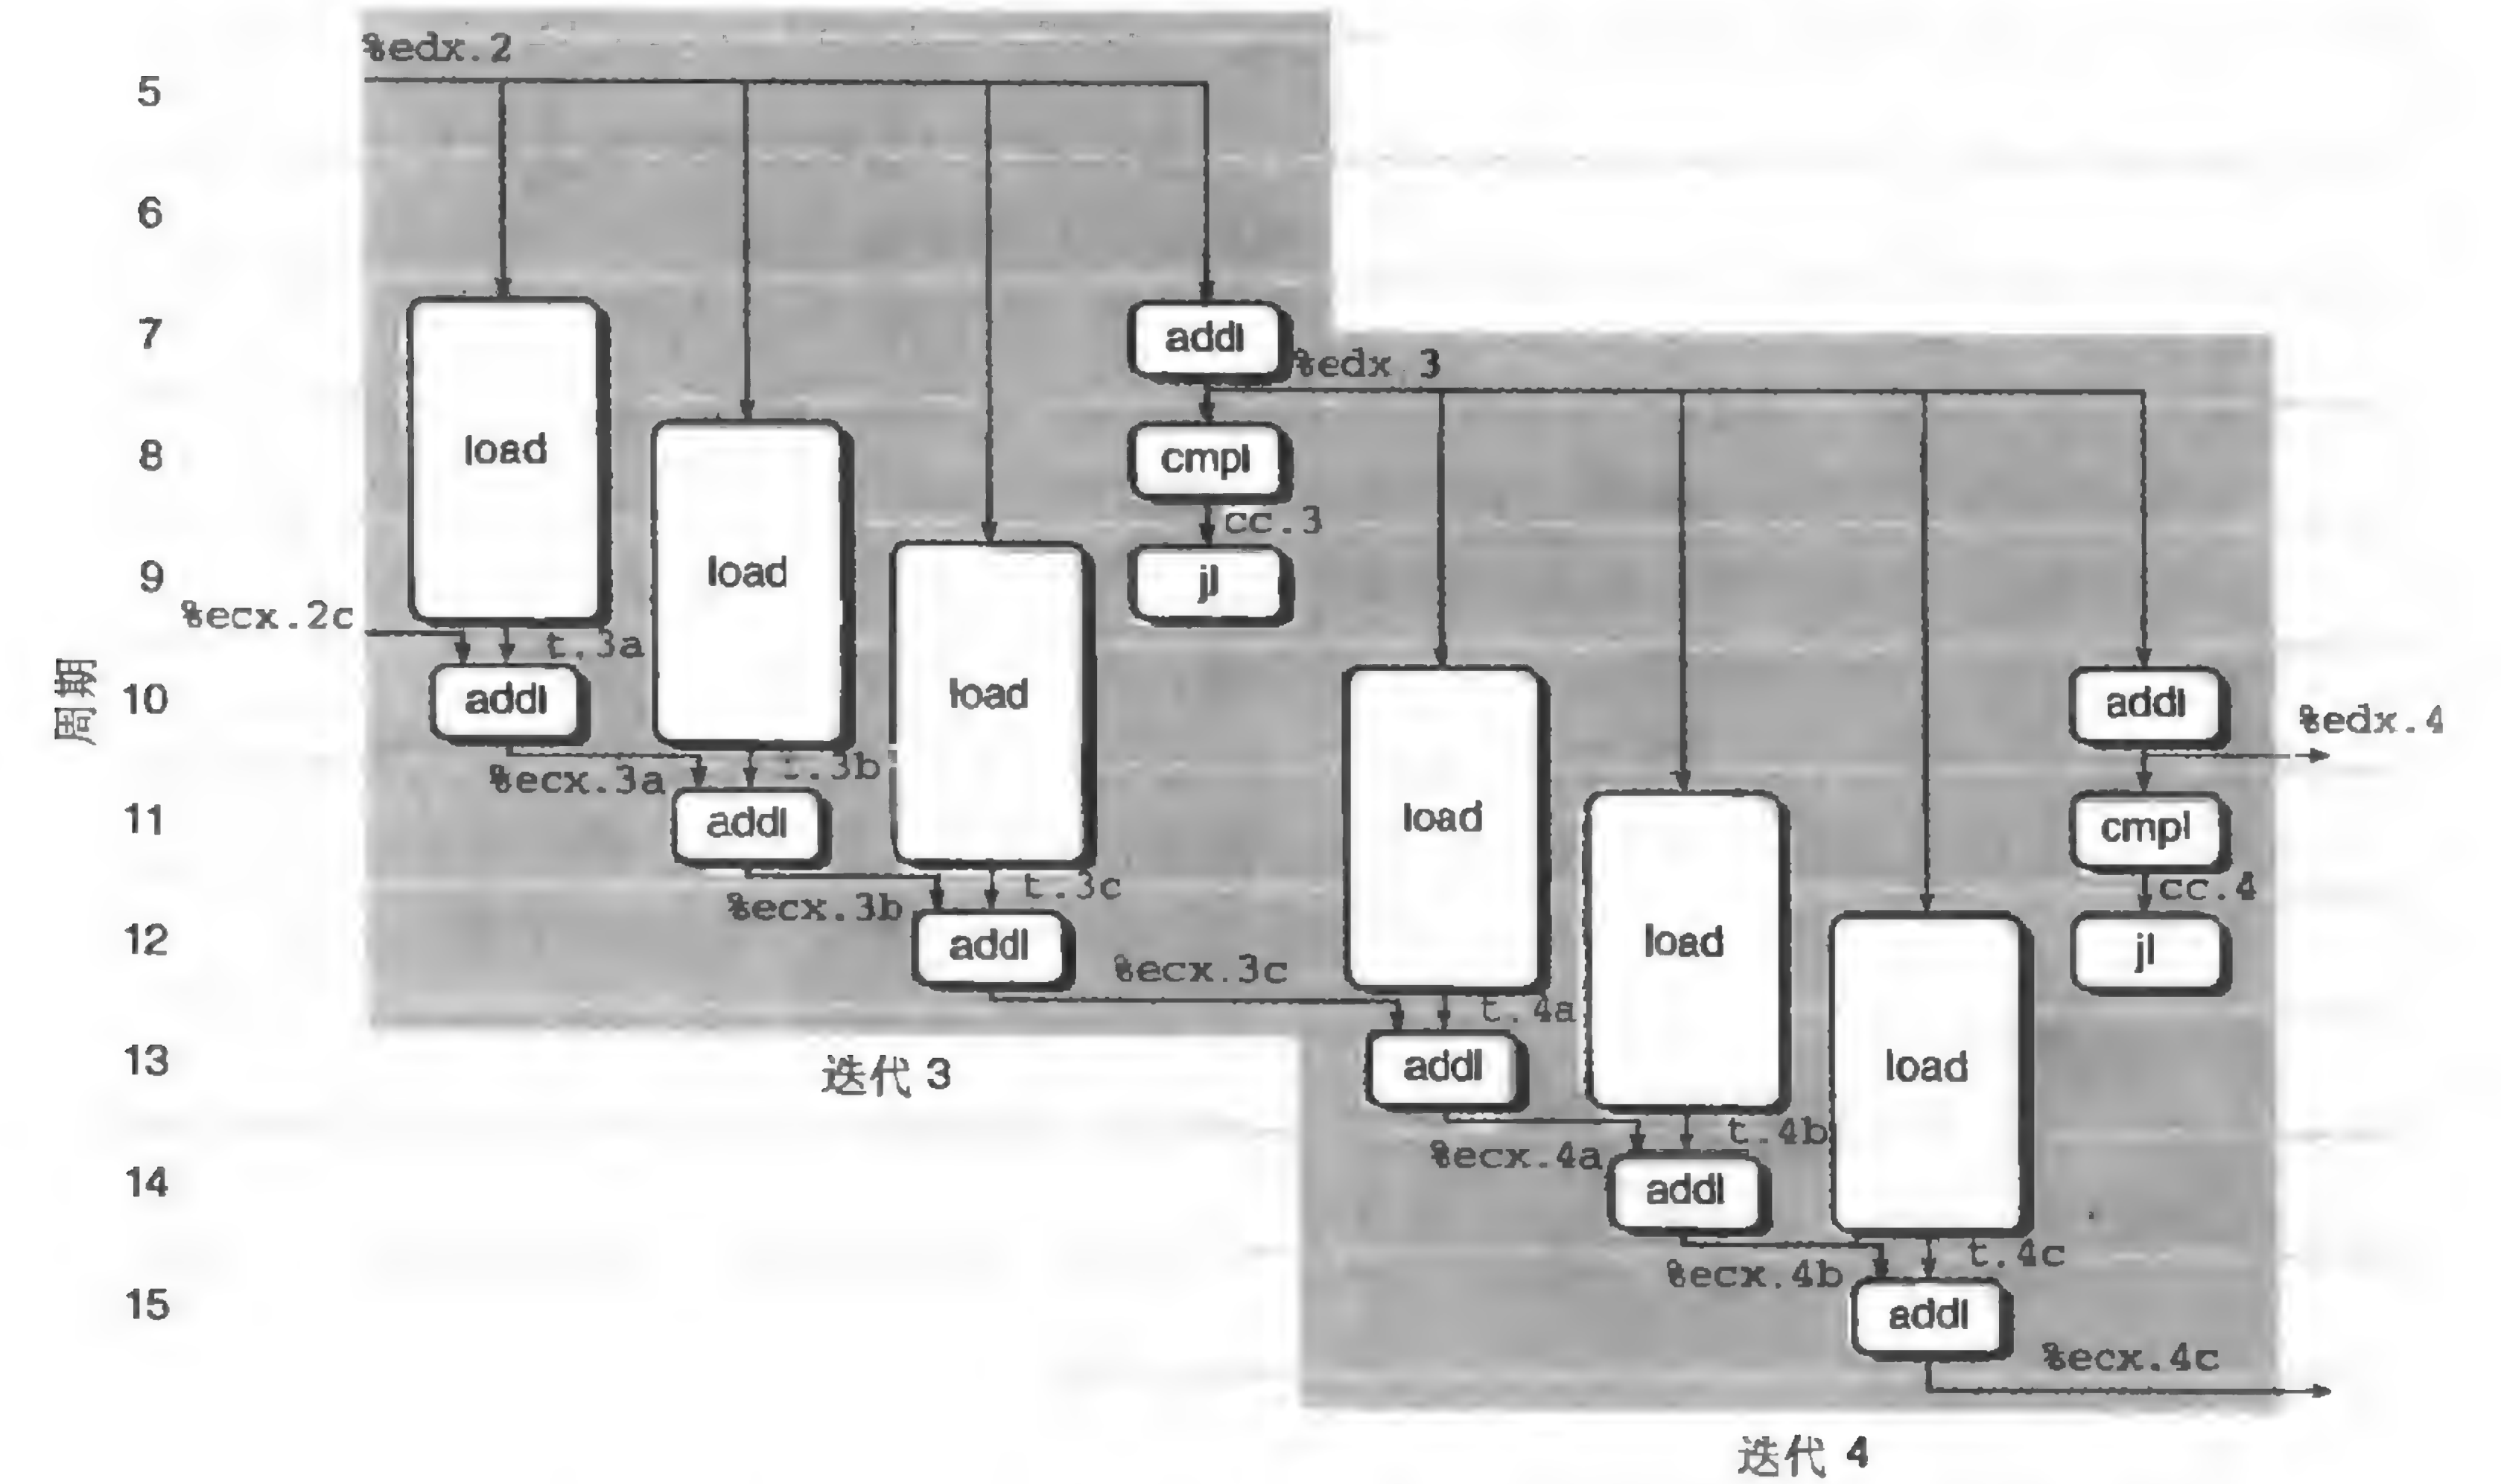 %edx.2
5
6
7
addl
%edx.3
load
8
cmpl
load
cc.3
9
jl
%ecx.2c
t.3a
周期
10
addl
load
addl
%edx.4
%ecx.3a
t.3b
11
addl
load
cmpl
%ecx.3b
t.3c
cc.4
12
addl
load
jl
%ecx.3c
t.4a
13
迭代 3
addl
load
%ecx.4a
t.4b
14
addl
%ecx.4b
t.4c
15
addl
%ecx.4c
迭代 4